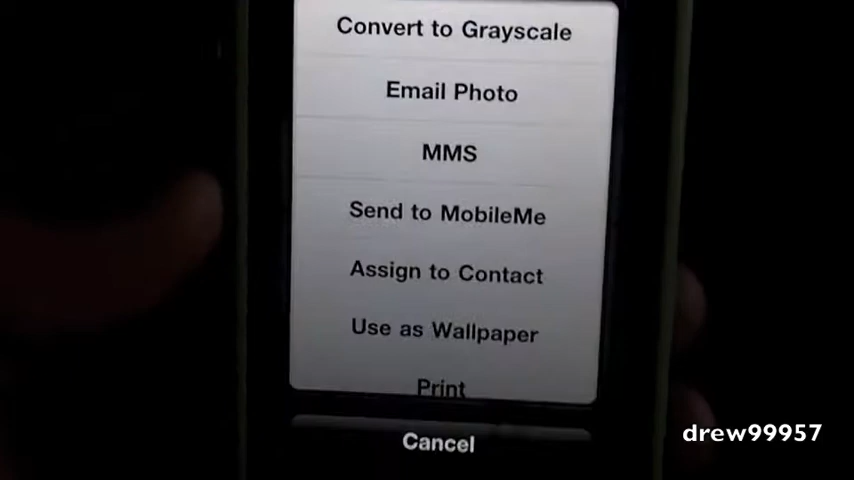 Convert to Grayscale
Email Photo
MMS
Send to MobileMe
Assign to Contact
Use as Wallpaper
Print
Cancel
drew99957